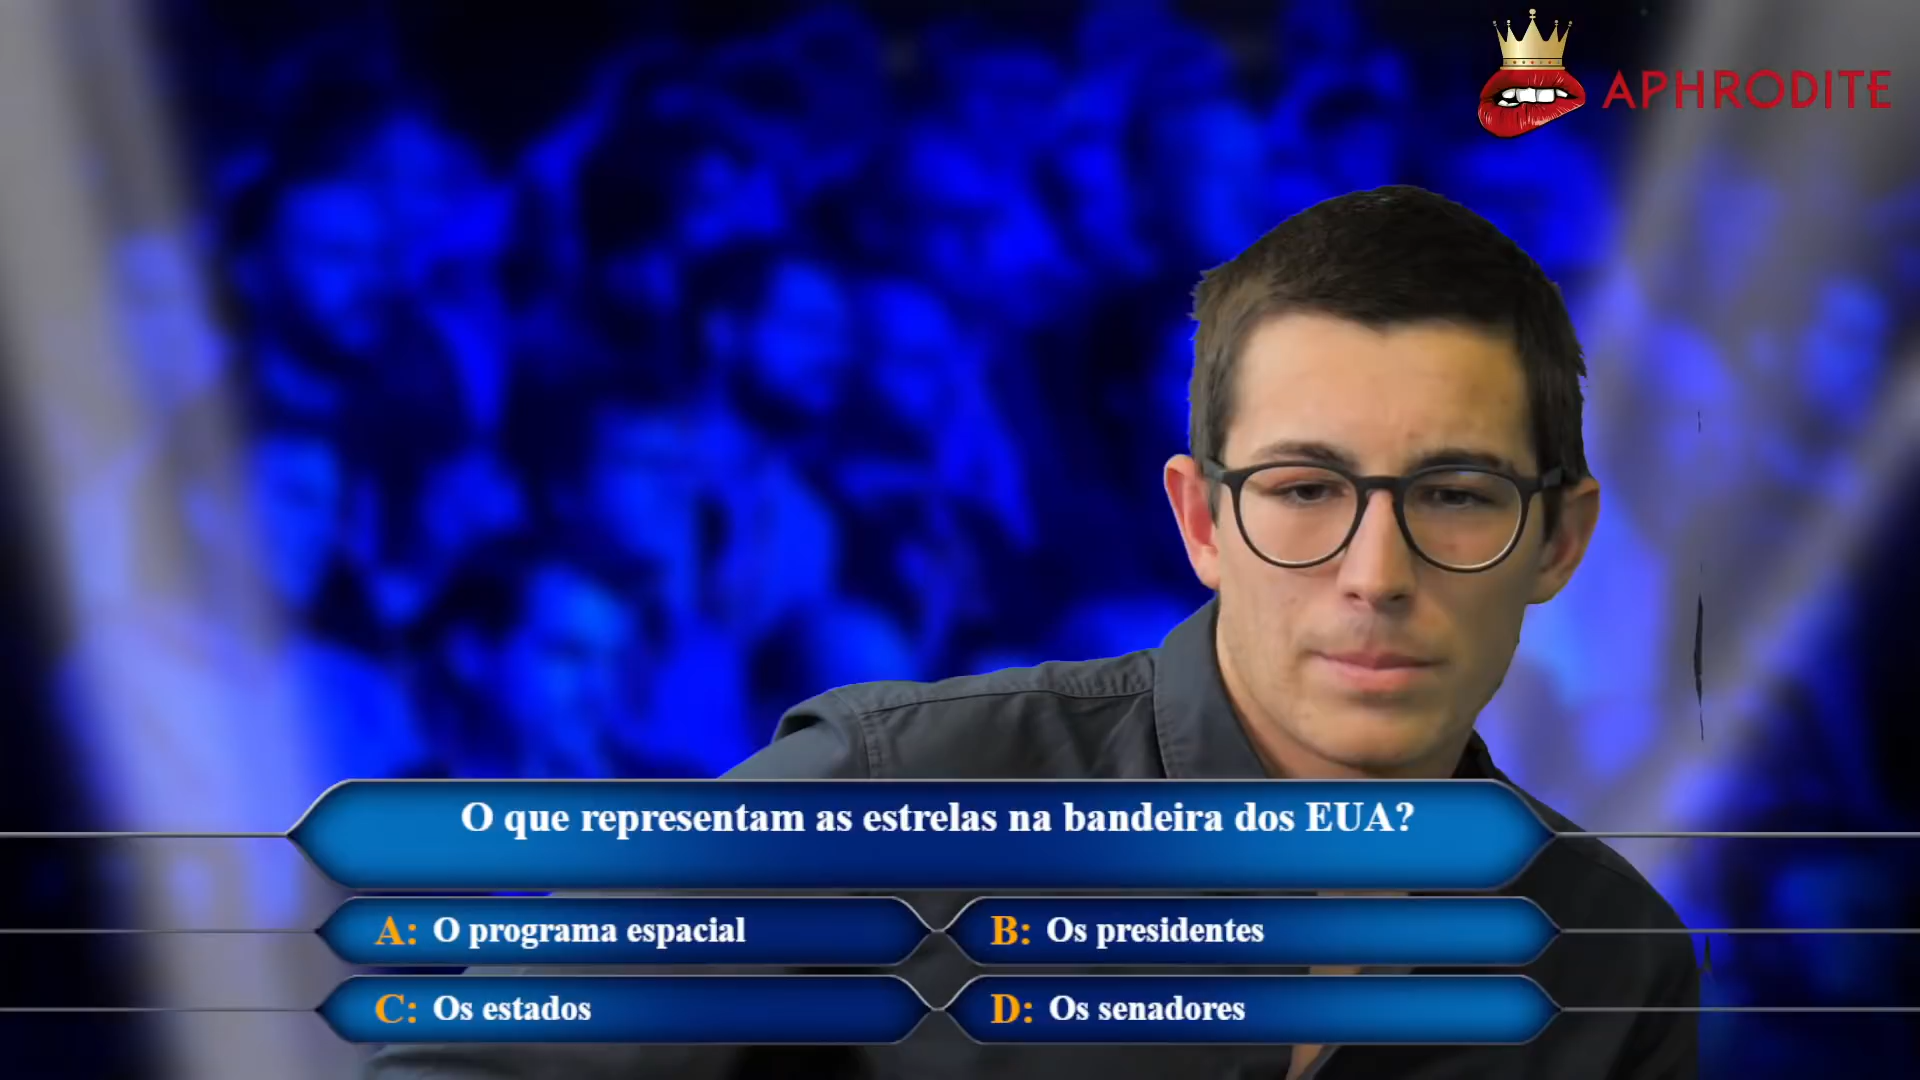 APHRODITE
O que representam as estrelas na bandeira dos EUA?
A: O programa espacial
B: Os presidentes
C: Os estados
D: Os senadores